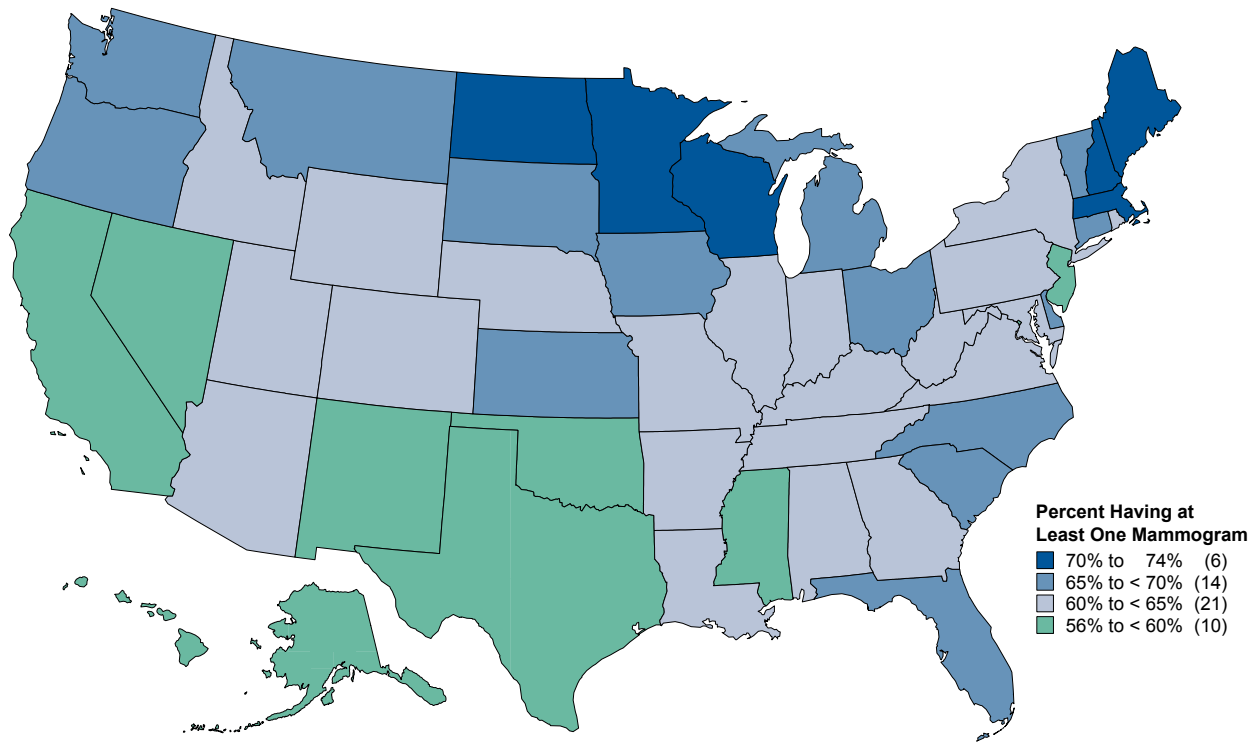 Percent Having at
Least One Mammogram
70% to 74% (6)
65% to < 70% (14)
60% to < 65% (21)
56% to < 60% (10)